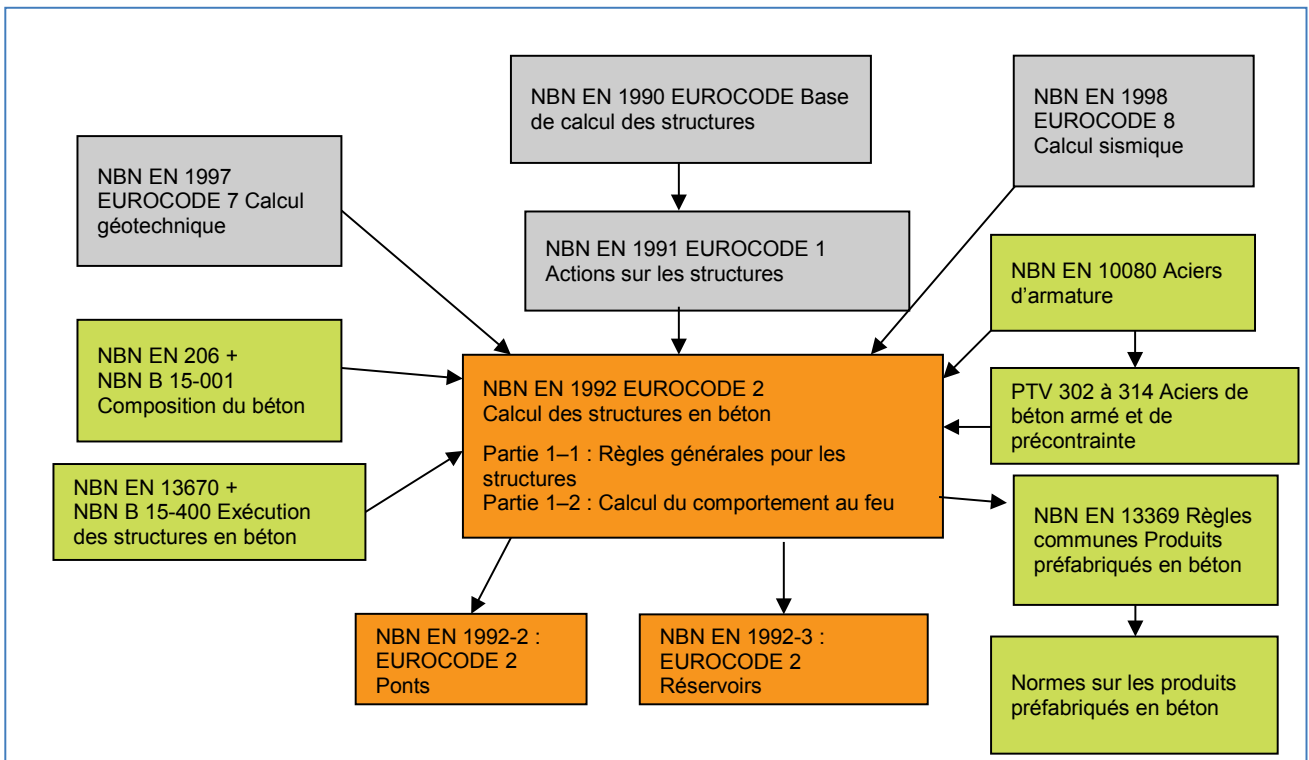 NBN EN 1990 EUROCODE Base
de calcul des structures
NBN EN 1998
EUROCODE 8
Calcul sismique
NBN EN 1997
EUROCODE 7 Calcul
géotechnique
NBN EN 1991 EUROCODE 1
Actions sur les structures
NBN EN 10080 Aciers
d’armature
NBN EN 206 +
NBN B 15-001
Composition du béton
NBN EN 1992 EUROCODE 2
Calcul des structures en béton
Partie 1–1 : Règles générales pour les
structures
Partie 1–2 : Calcul du comportement au feu
PTV 302 à 314 Aciers de
béton armé et de
précontrainte
NBN EN 13670 +
NBN B 15-400 Exécution
des structures en béton
NBN EN 13369 Règles
communes Produits
préfabriqués en béton
NBN EN 1992-2 :
EUROCODE 2
Ponts
NBN EN 1992-3 :
EUROCODE 2
Réservoirs
Normes sur les produits
préfabriqués en béton